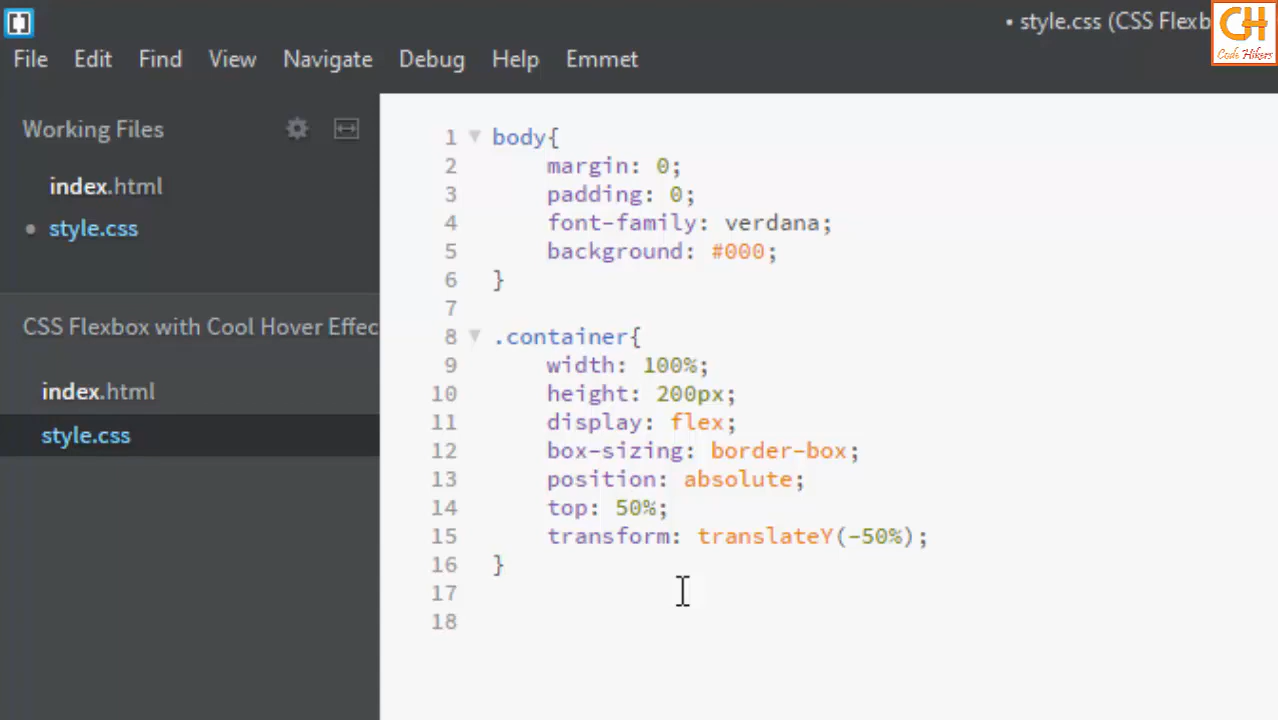 • style.css (CSS Flexb
CH
Code Hikers
File Edit Find View Navigate Debug Help Emmet
Working Files
index.html
• style.css
CSS Flexbox with Cool Hover Effec
index.html
style.css
1 body{
2 margin: 0;
3 padding: 0;
4 font-family: verdana;
5 background: #000;
6 }
7
8 .container{
9 width: 100%;
10 height: 200px;
11 display: flex;
12 box-sizing: border-box;
13 position: absolute;
14 top: 50%;
15 transform: translateY(-50%);
16 }
17
18